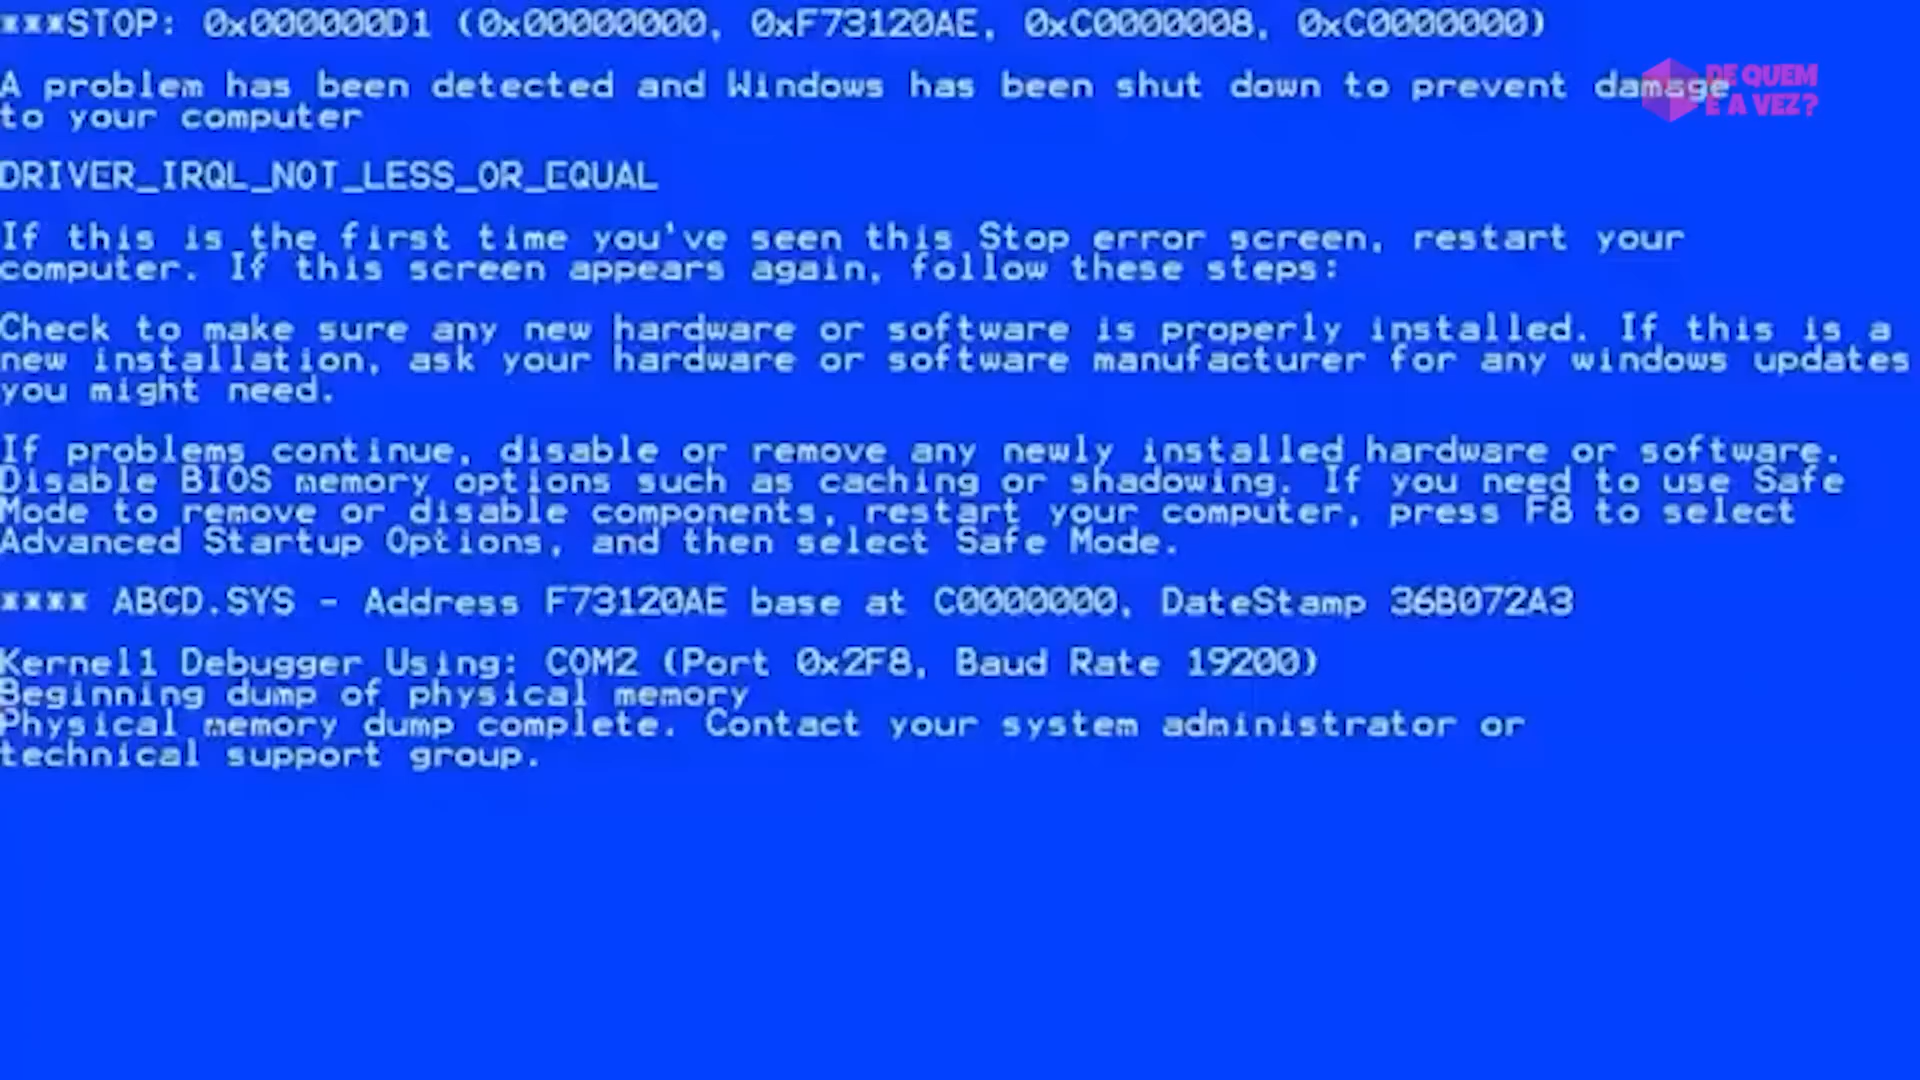 ***STOP: 0x000000D1 (0x00000000, 0xF73120AE, 0xC0000008, 0xC0000000)
A problem has been detected and Windows has been shut down to prevent damage
to your computer
DE QUEM
É A VEZ?
DRIVER_IRQL_NOT_LESS_OR_EQUAL
If this is the first time you've seen this Stop error screen, restart your
computer. If this screen appears again, follow these steps:
Check to make sure any new hardware or software is properly installed. If this is a
new installation, ask your hardware or software manufacturer for any windows updates
you might need.
If problems continue, disable or remove any newly installed hardware or software.
Disable BIOS memory options such as caching or shadowing. If you need to use Safe
Mode to remove or disable components, restart your computer, press F8 to select
Advanced Startup Options, and then select Safe Mode.
**** ABCD.SYS - Address F73120AE base at C0000000, DateStamp 36B072A3
Kernel1 Debugger Using: COM2 (Port 0x2F8, Baud Rate 19200)
Beginning dump of physical memory
Physical memory dump complete. Contact your system administrator or
technical support group.